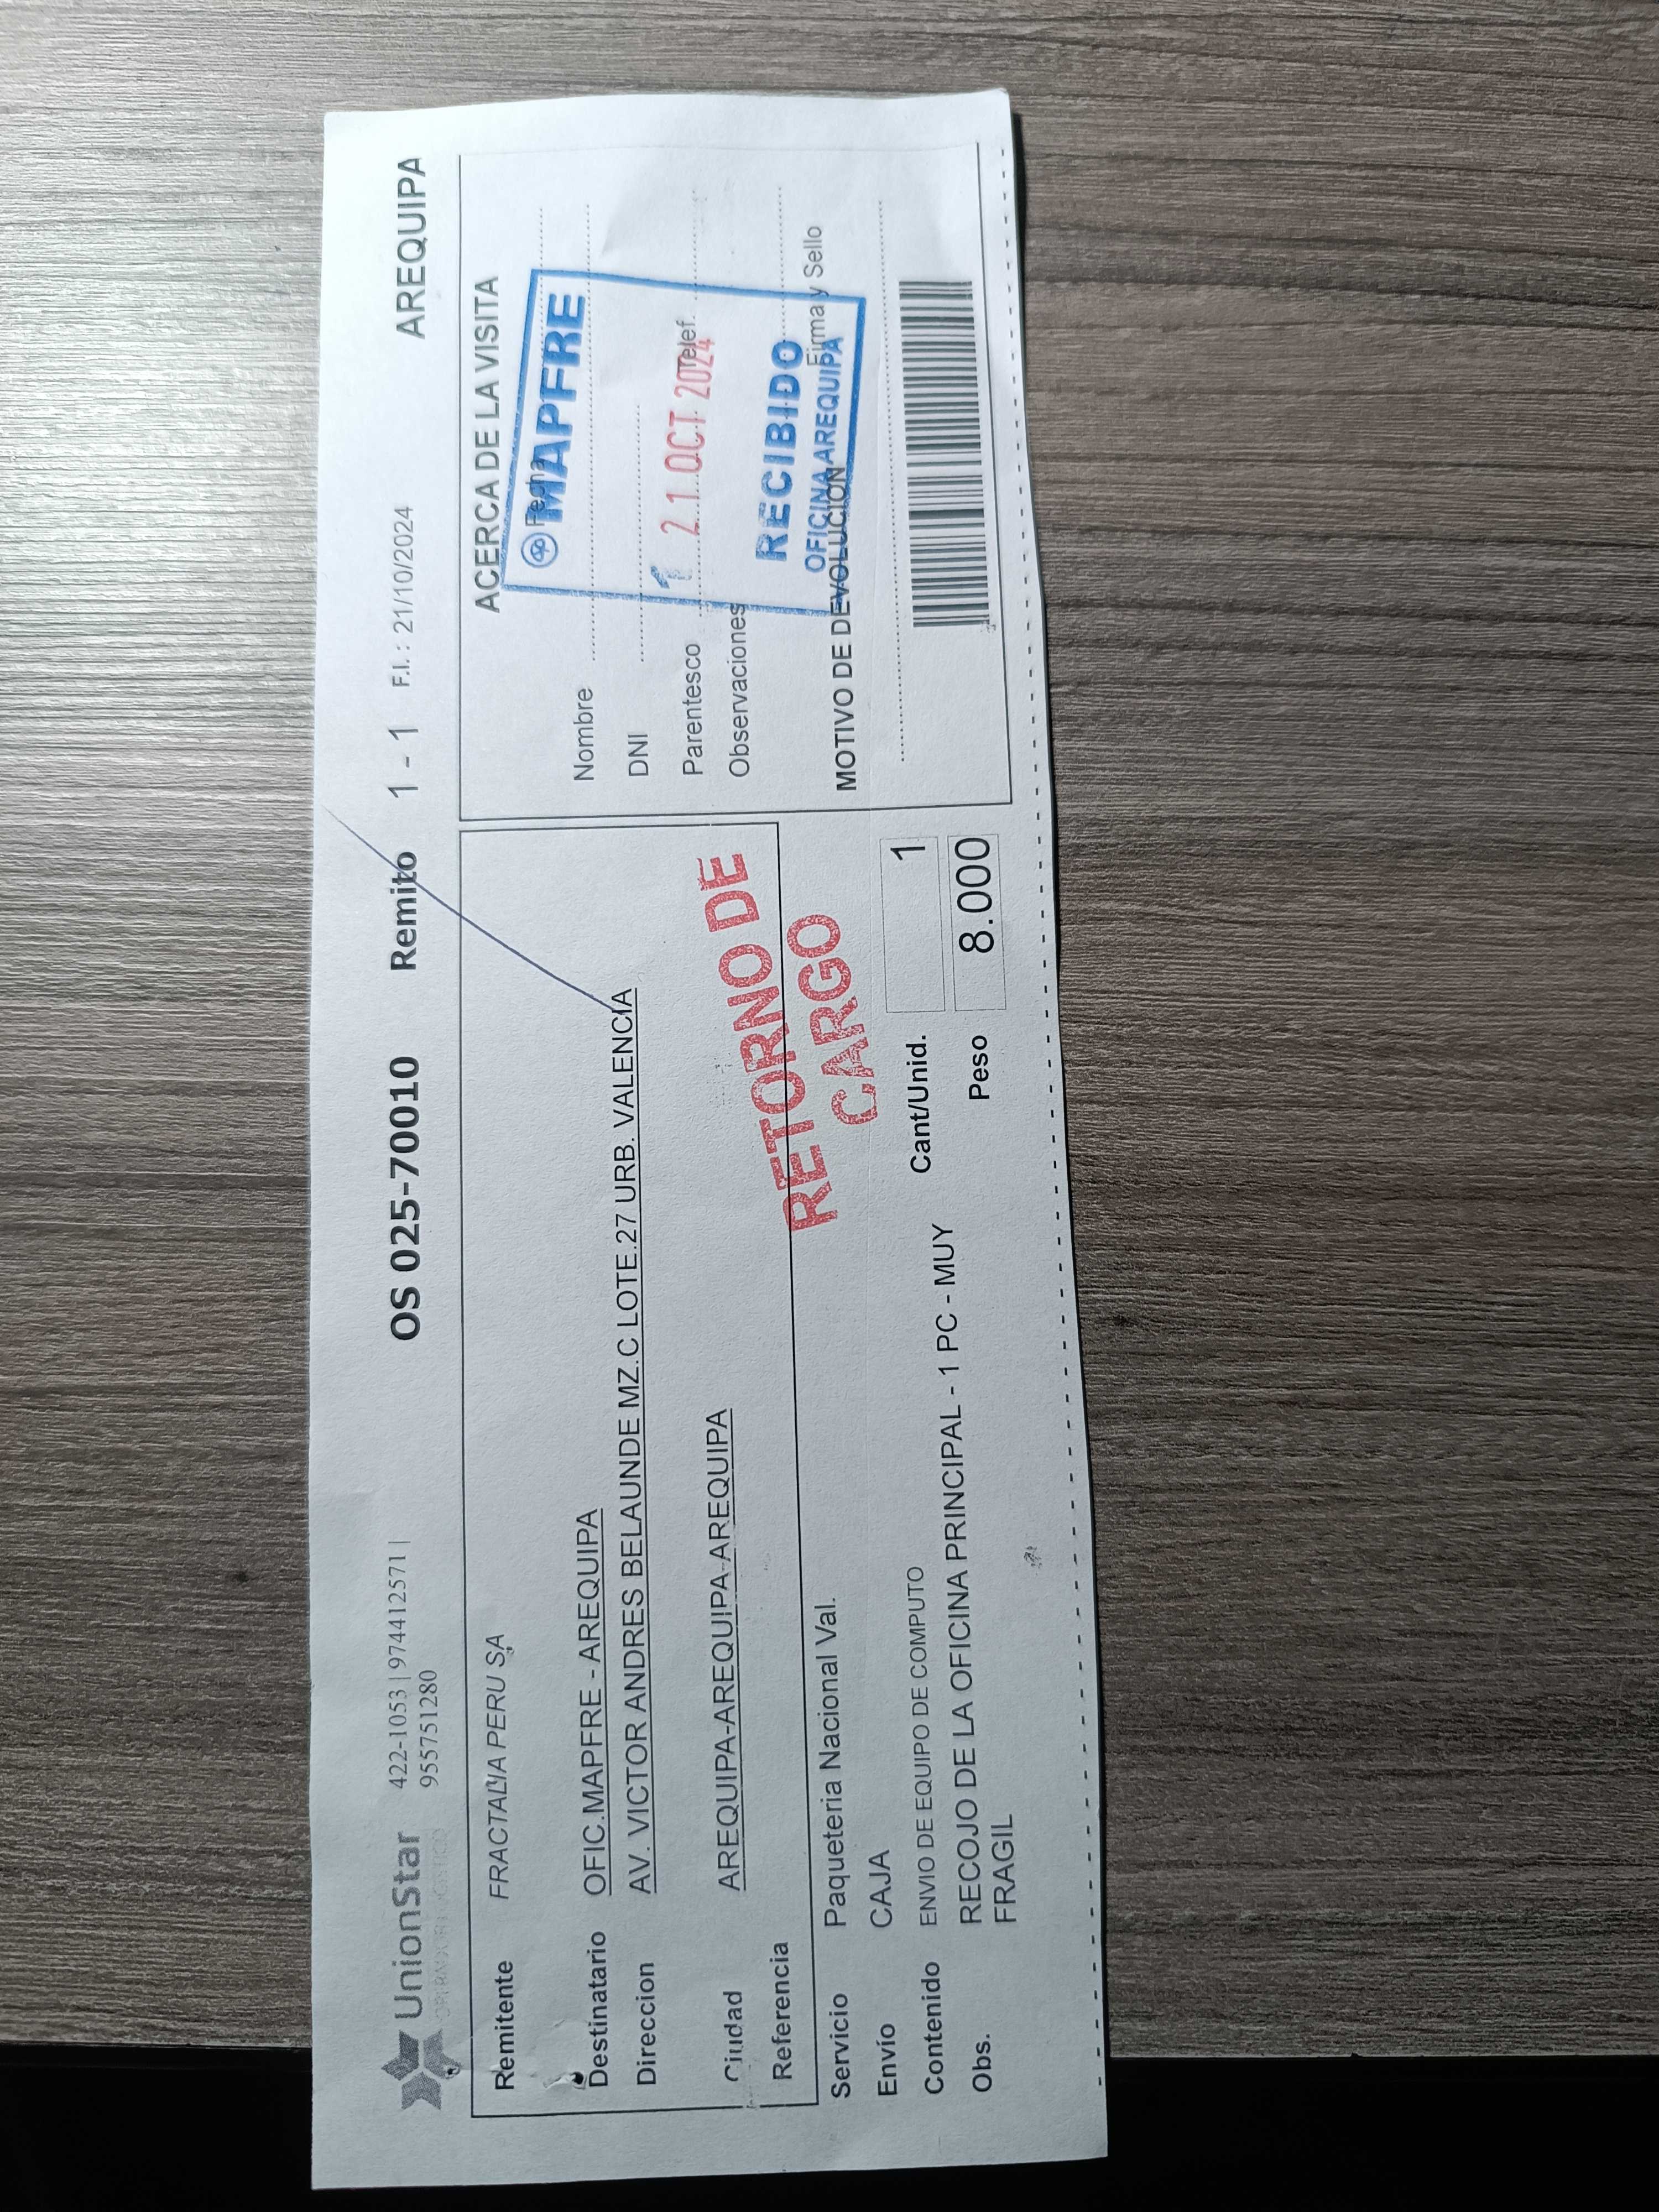 UnionStar
422-1053 | 974412571 |
955751280
OS 025-70010
Remito 1 - 1
F.I. : 21/10/2024
AREQUIPA
Remitente FRACTALIA PERU SA
Destinatario OFIC.MAPFRE - AREQUIPA
Direccion AV. VICTOR ANDRES BELAUNDE MZ.C LOTE.27 URB. VALENCIA
Ciudad AREQUIPA-AREQUIPA-AREQUIPA
Referencia
RETORNO DE
CARGO
Servicio Paqueteria Nacional Val.
Envío CAJA
Cant/Unid. 1
Contenido ENVIO DE EQUIPO DE COMPUTO
Peso 8.000
Obs. RECOJO DE LA OFICINA PRINCIPAL - 1 PC - MUY
FRAGIL
ACERCA DE LA VISITA
Fecha
MAPFRE
Nombre
DNI
Parentesco
Telef
21 OCT 2024
Observaciones
RECIBIDO
OFICINA AREQUIPA
Firma y Sello
MOTIVO DE DEVOLUCION